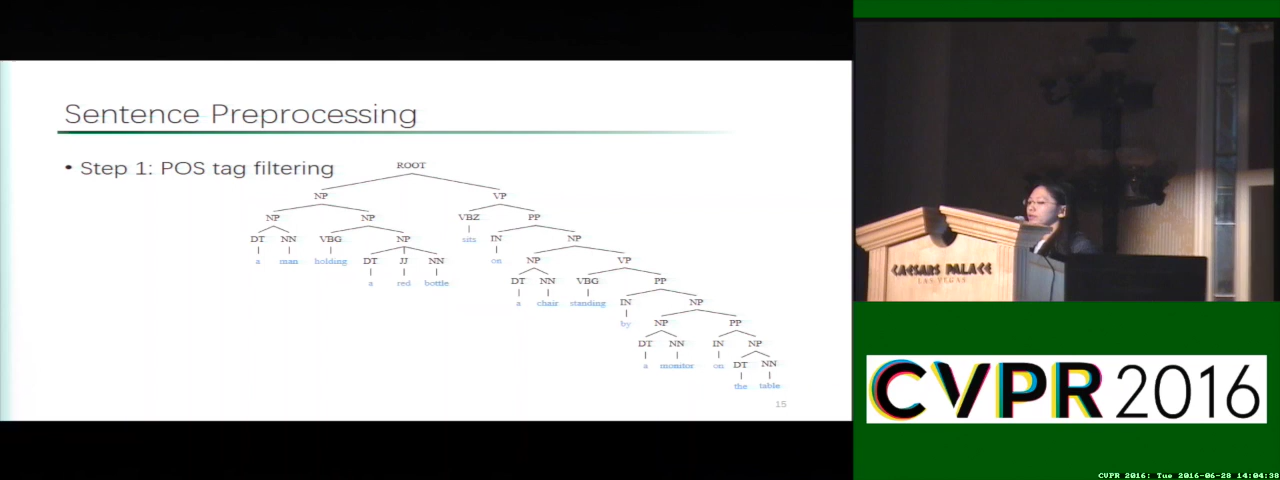 Sentence Preprocessing
• Step 1: POS tag filtering
ROOT
NP VP
NP NP VBZ PP
DT NN VBG NP sits IN NP
a man holding DT JJ NN on NP VP
a red bottle DT NN VBG PP
a chair standing IN NP
by NP PP
DT NN IN NP
a monitor on DT NN
the table
15
CAESARS PALACE
LAS VEGAS
CVPR 2016
CVPR 2016: Tue 2016-06-28 14:04:38